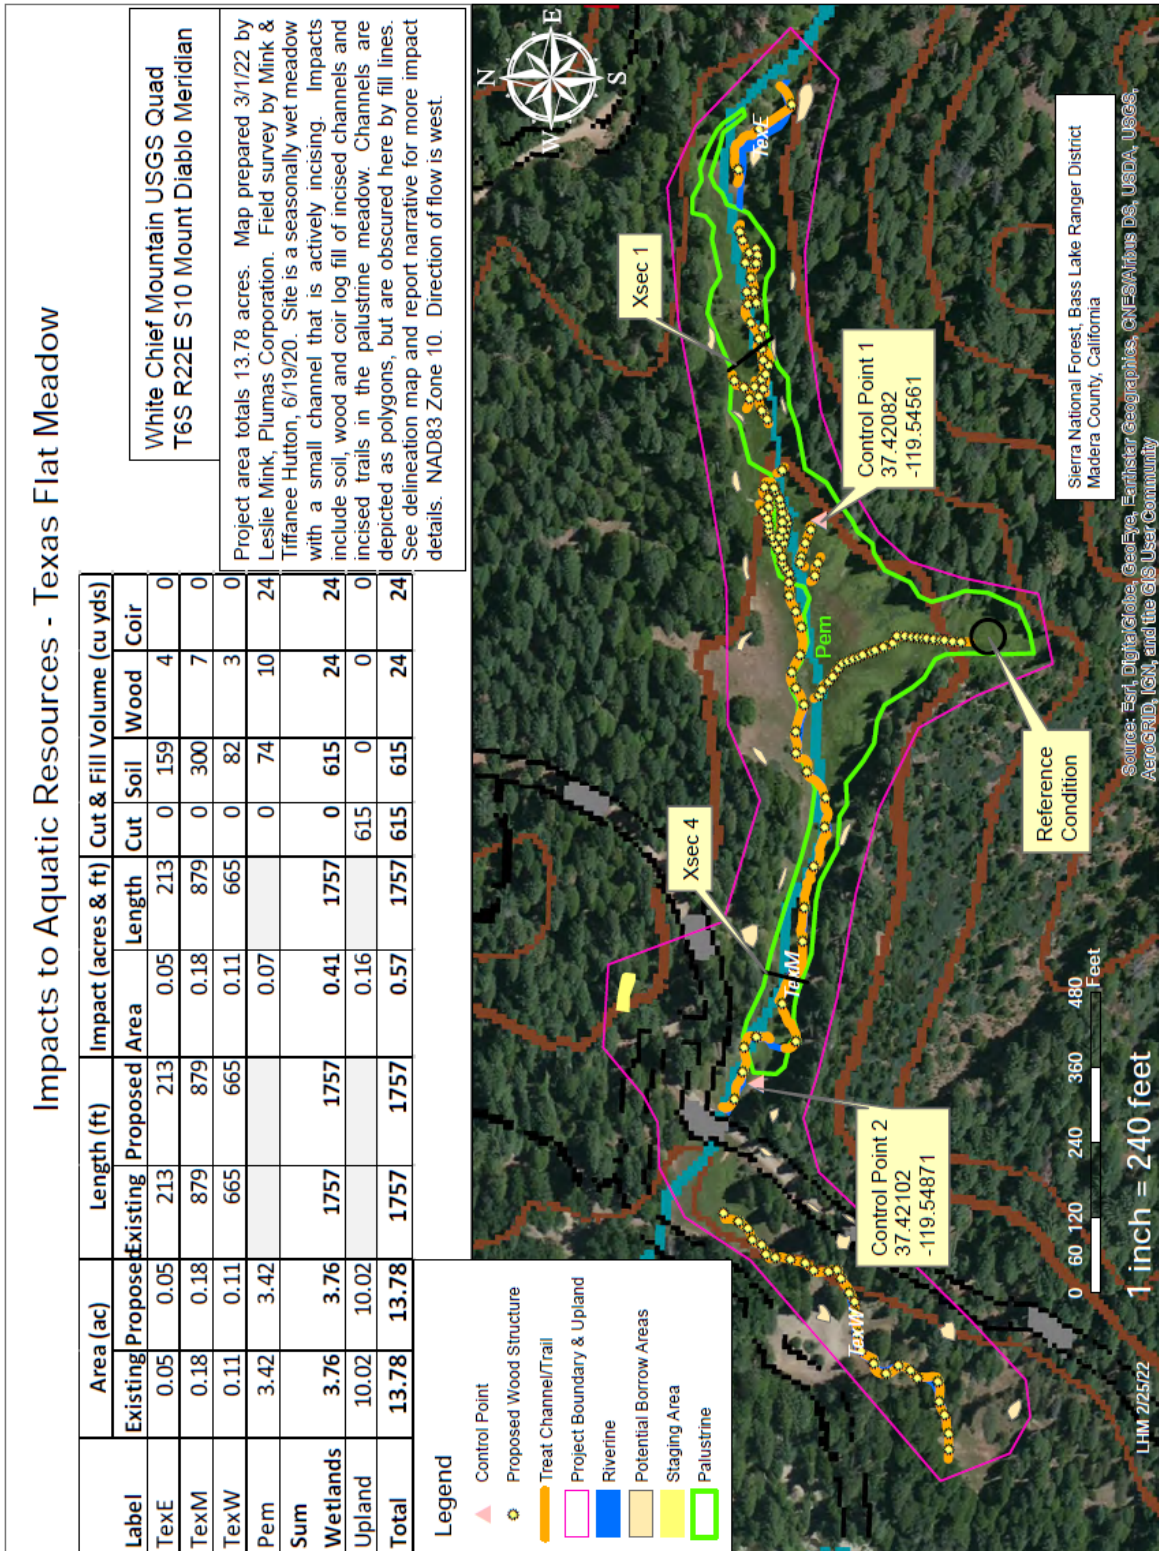 Impacts to Aquatic Resources - Texas Flat Meadow
Area (ac) Length (ft) Impact (acres & ft) Cut & Fill Volume (cu yds)
Label Existing Propose Existing Proposed Area Length Cut Soil Wood Coir
TexE 0.05 0.05 213 213 0.05 213 0 159 4 0
TexM 0.18 0.18 879 879 0.18 879 0 300 7 0
TexW 0.11 0.11 665 665 0.11 665 0 82 3 0
Pem 3.42 3.42 0.07 0 74 10 24
Sum
Wetlands 3.76 3.76 1757 1757 0.41 1757 0 615 24 24
Upland 10.02 10.02 0.16 615 0 0 0
Total 13.78 13.78 1757 1757 0.57 1757 615 615 24 24
White Chief Mountain USGS Quad
T6S R22E S10 Mount Diablo Meridian
Project area totals 13.78 acres. Map prepared 3/1/22 by
Leslie Mink, Plumas Corporation. Field survey by Mink &
Tiffanee Hutton, 6/19/20. Site is a seasonally wet meadow
with a small channel that is actively incising. Impacts
include soil, wood and coir log fill of incised channels and
incised trails in the palustrine meadow. Channels are
depicted as polygons, but are obscured here by fill lines.
See delineation map and report narrative for more impact
details. NAD83 Zone 10. Direction of flow is west.
Legend
Control Point
Proposed Wood Structure
Treat Channel/Trail
Project Boundary & Upland
Riverine
Potential Borrow Areas
Staging Area
Palustrine
N
W E
S
Xsec 1
TexE
Xsec 4
TexM
Pem
TexW
Control Point 1
37.42082
-119.54561
Control Point 2
37.42102
-119.54871
Reference
Condition
Sierra National Forest, Bass Lake Ranger District
Madera County, California
0 60 120 240 360 480
Feet
1 inch = 240 feet
LHM 2/25/22
Source: Esri, DigitalGlobe, GeoEye, Earthstar Geographics, CNES/Airbus DS, USDA, USGS,
AeroGRID, IGN, and the GIS User Community